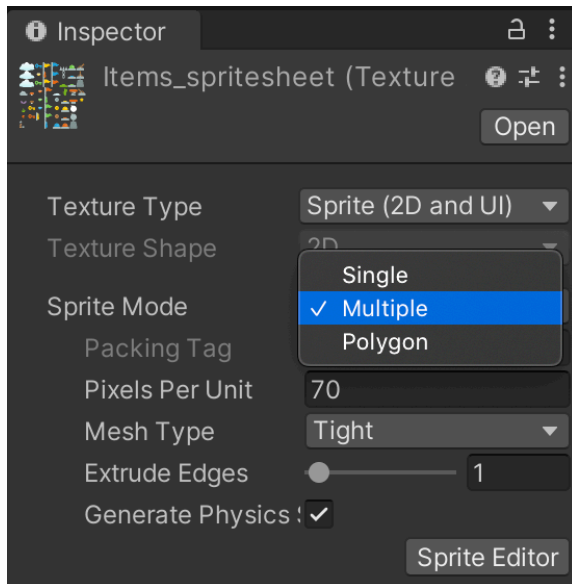 Inspector
Items_spritesheet (Texture
Open
Texture Type Sprite (2D and UI)
Texture Shape 2D
Single
Sprite Mode ✓ Multiple
Packing Tag Polygon
Pixels Per Unit 70
Mesh Type Tight
Extrude Edges 1
Generate Physics
Sprite Editor